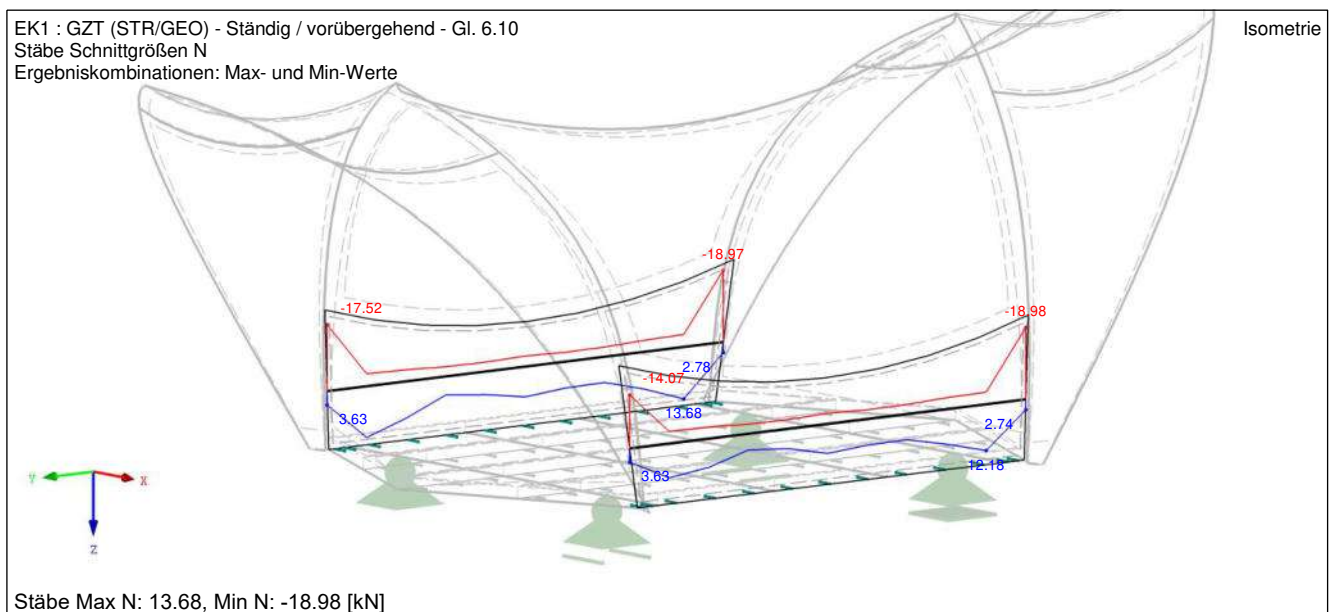 EK1 : GZT (STR/GEO) - Ständig / vorübergehend - Gl. 6.10
Isometrie
Stäbe Schnittgrößen N
Ergebniskombinationen: Max- und Min-Werte
-18.97
-17.52
-18.98
2.78
-14.07
13.68
3.63
2.74
12.18
3.63
Y
X
Z
Stäbe Max N: 13.68, Min N: -18.98 [kN]